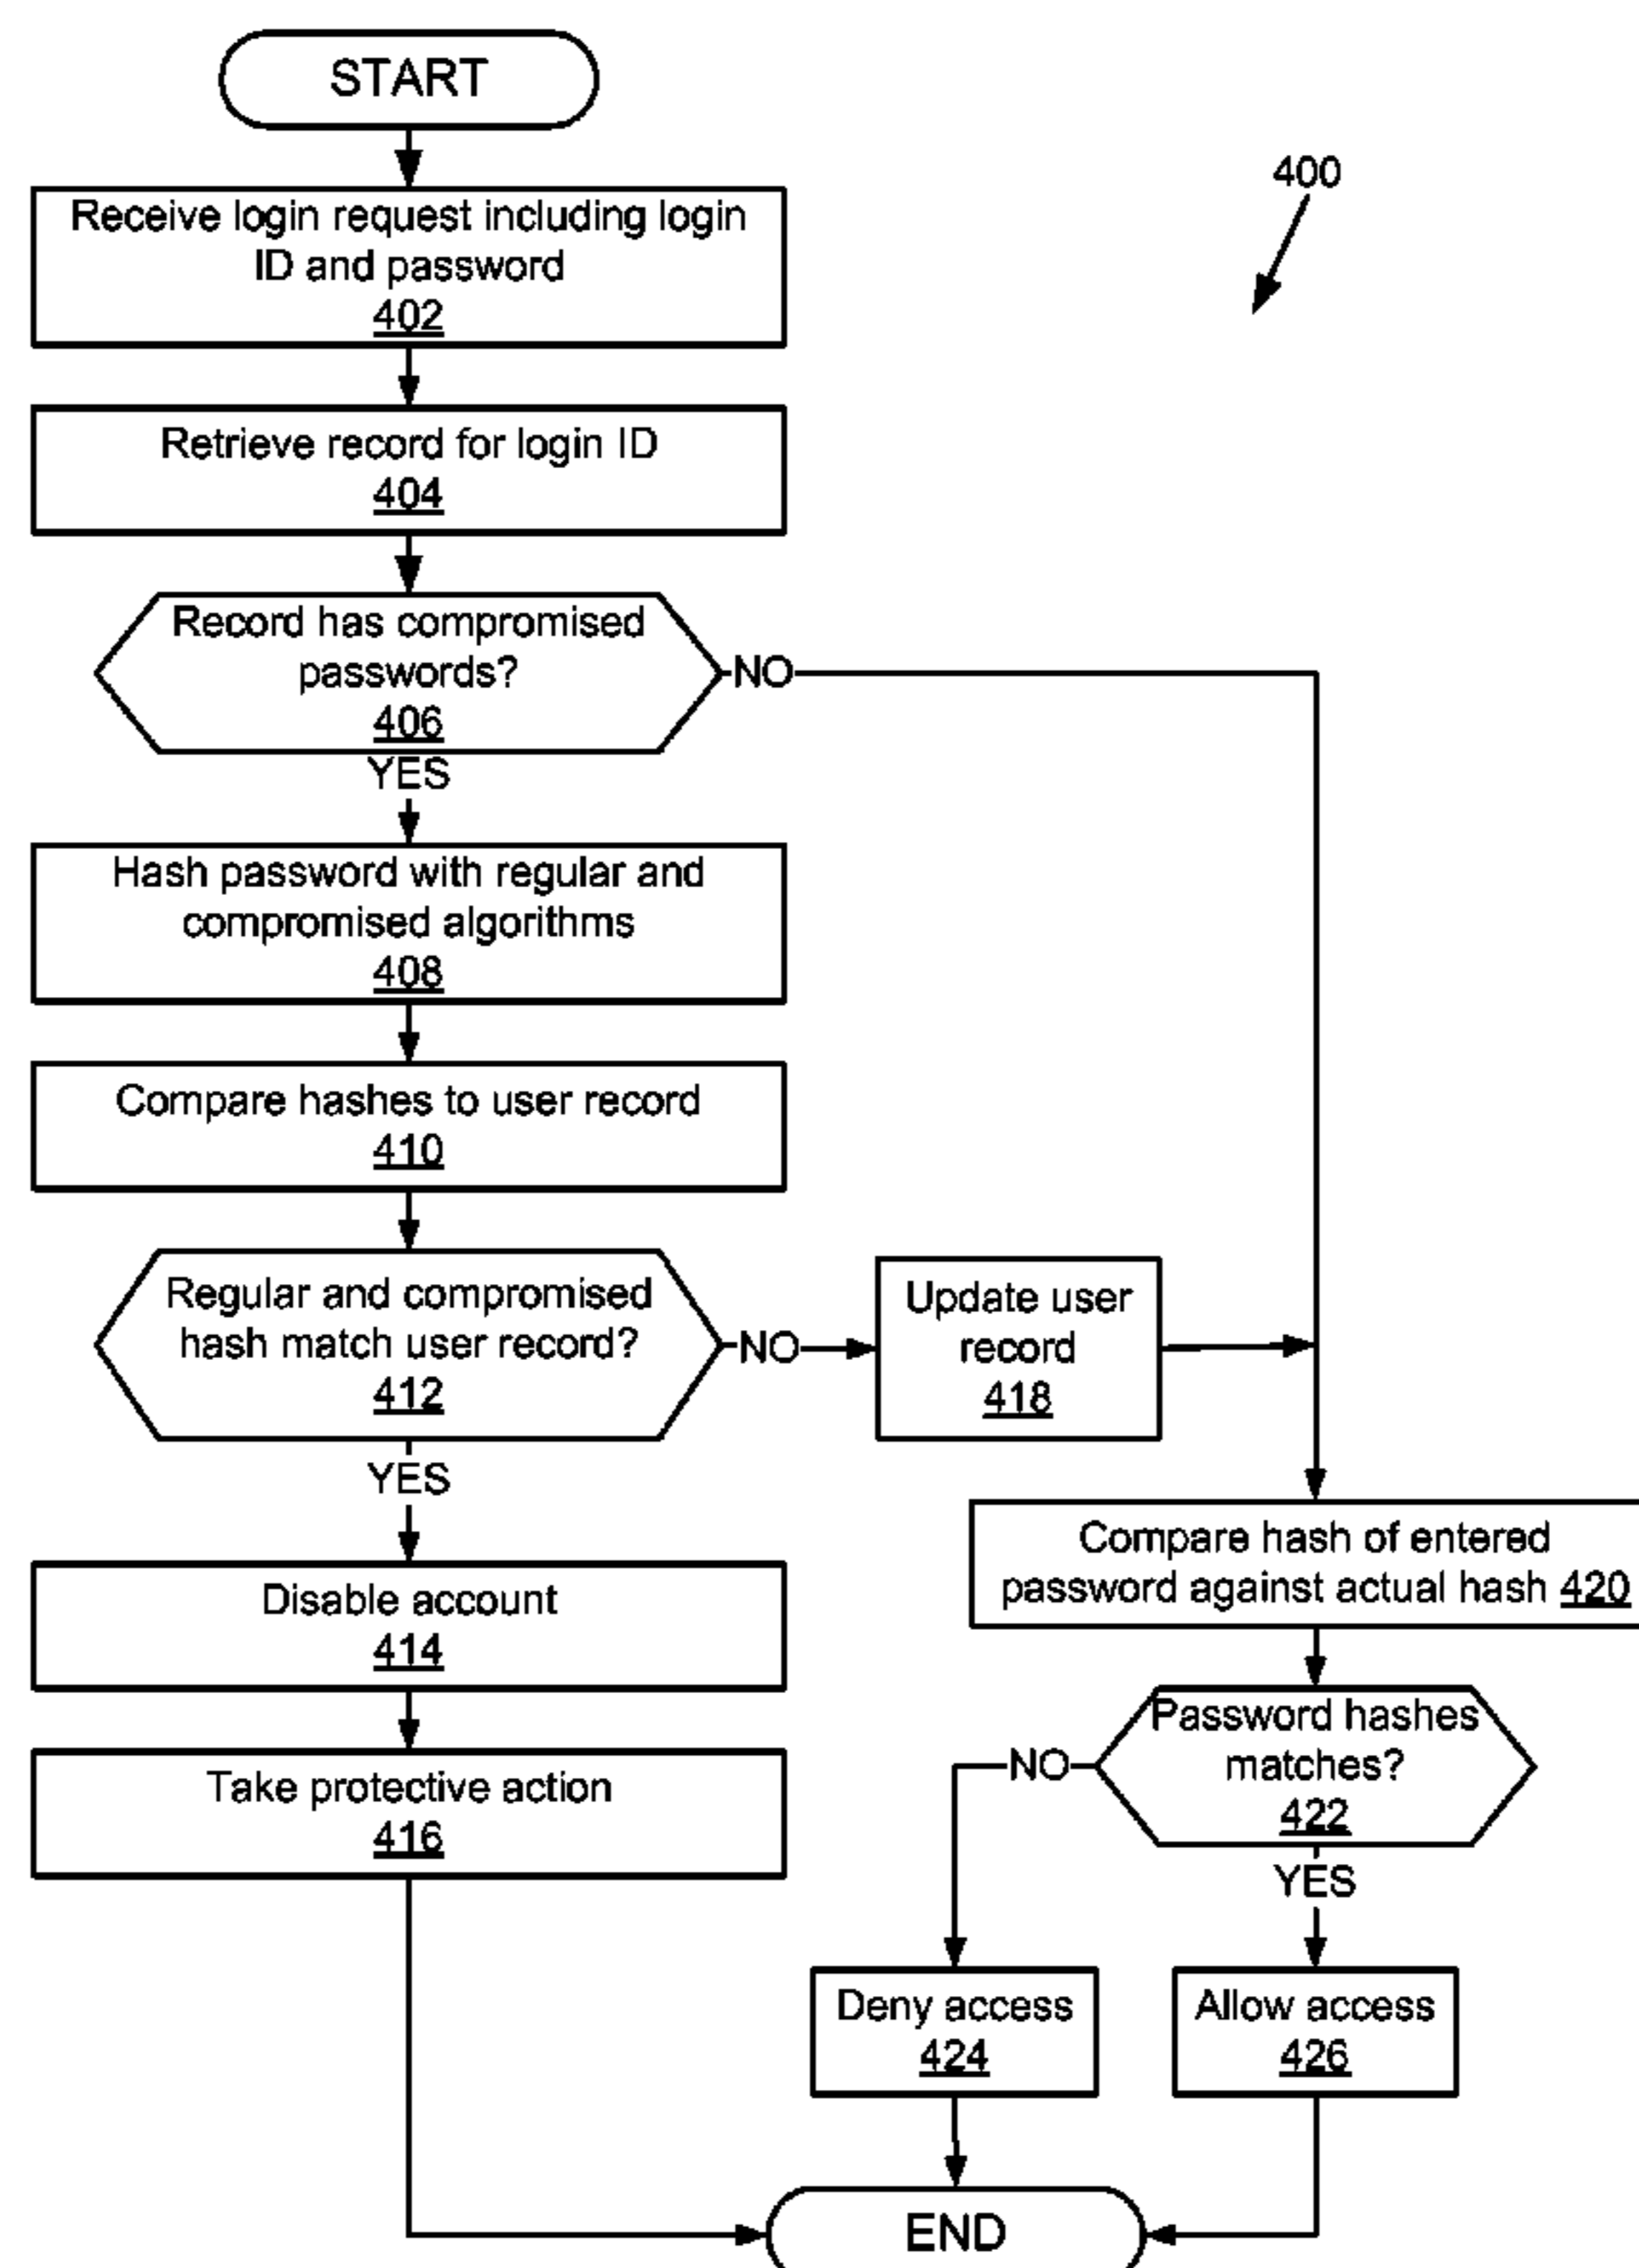 START
400
Receive login request including login
ID and password
402
Retrieve record for login ID
404
Record has compromised
passwords?
406
NO
YES
Hash password with regular and
compromised algorithms
408
Compare hashes to user record
410
Regular and compromised
hash match user record?
412
NO
Update user
record
418
YES
Disable account
414
Take protective action
416
Compare hash of entered
password against actual hash 420
Password hashes
matches?
422
NO
YES
Deny access
424
Allow access
426
END